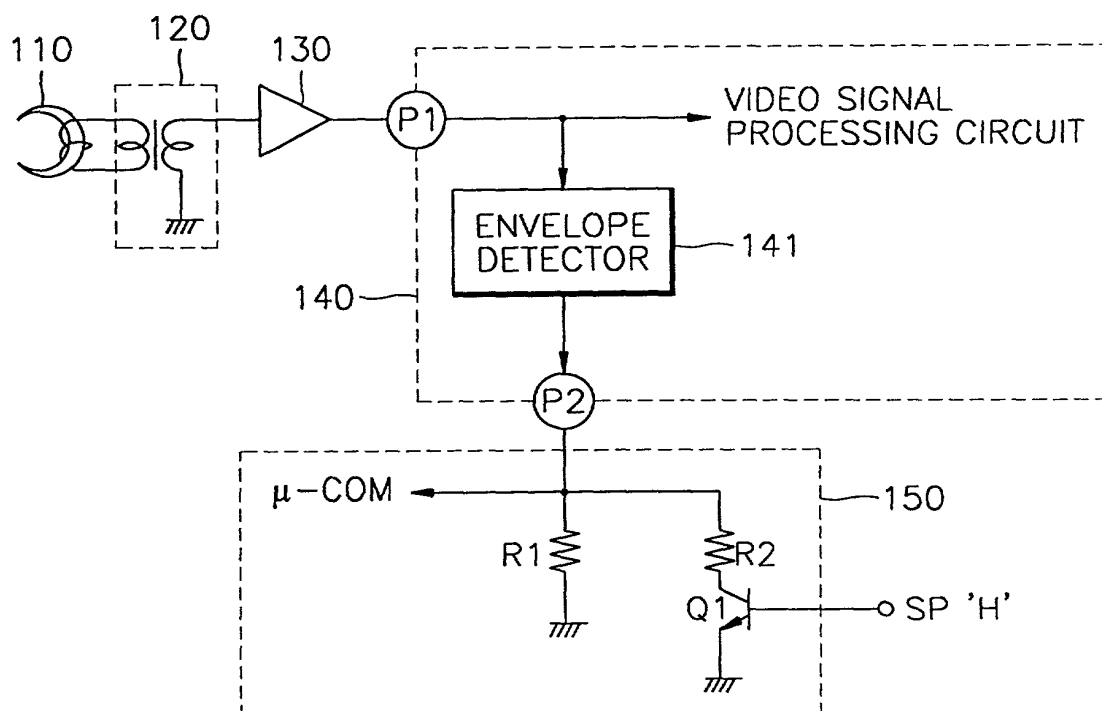 110
120
130
P1
VIDEO SIGNAL
PROCESSING CIRCUIT
ENVELOPE
DETECTOR
141
140
P2
μ-COM
150
R1
R2
Q1
SP 'H'